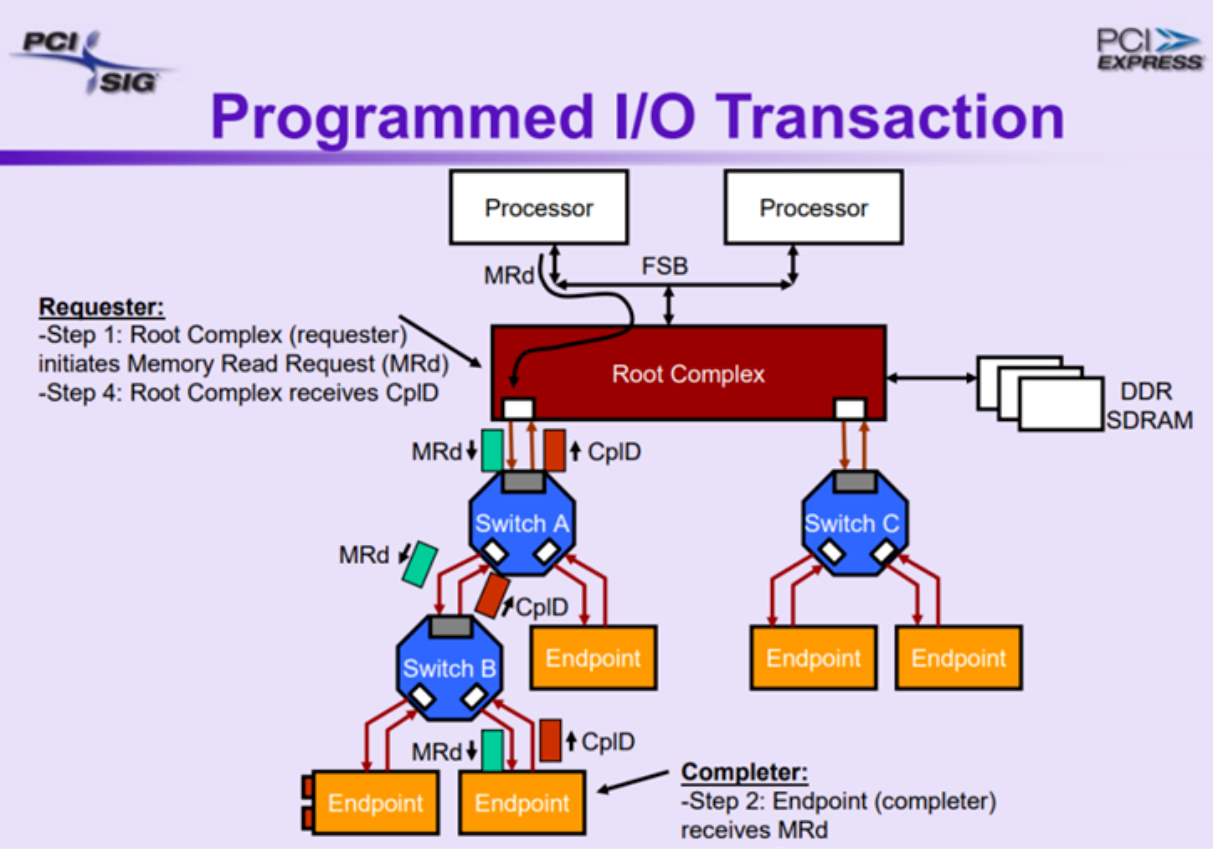 PCI
SIG
PCI
EXPRESS
Programmed I/O Transaction
Processor
Processor
MRd
FSB
Requester:
-Step 1: Root Complex (requester)
initiates Memory Read Request (MRd)
-Step 4: Root Complex receives CplD
Root Complex
DDR
SDRAM
MRd
CplD
Switch A
Switch C
MRd
CplD
Endpoint
Endpoint
Endpoint
Switch B
MRd
CplD
Endpoint
Endpoint
Completer:
-Step 2: Endpoint (completer)
receives MRd